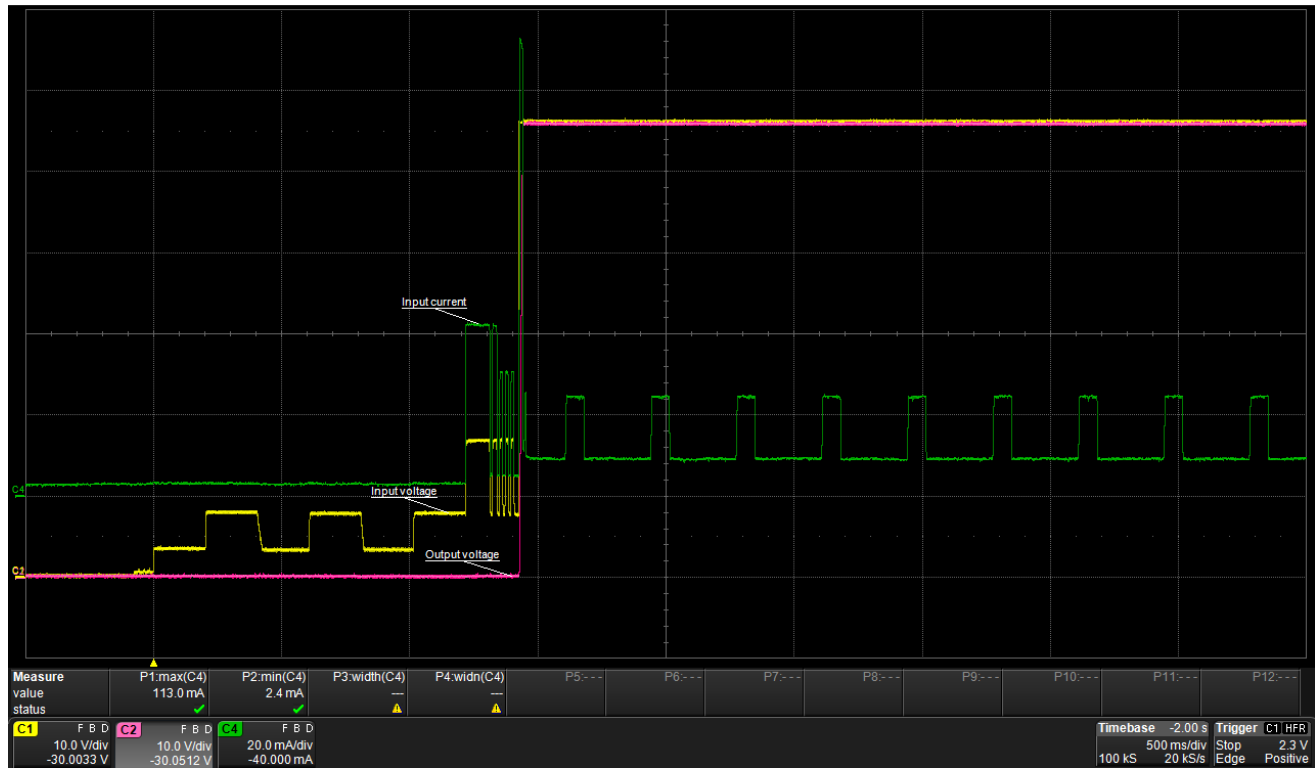 Input current
C4
Input voltage
Output voltage
C2
Measure P1:max(C4) P2:min(C4) P3:width(C4) P4:widn(C4) P5:- - - P6:- - - P7:- - - P8:- - - P9:- - - P10:- - - P11:- - - P12:- - -
value 113.0 mA 2.4 mA --- ---
status
C1 F B D C2 F B D C4 F B D Timebase -2.00 s Trigger C1 HFR
10.0 V/div 10.0 V/div 20.0 mA/div 500 ms/div Stop 2.3 V
-30.0033 V -30.0512 V -40.000 mA 100 kS 20 kS/s Edge Positive